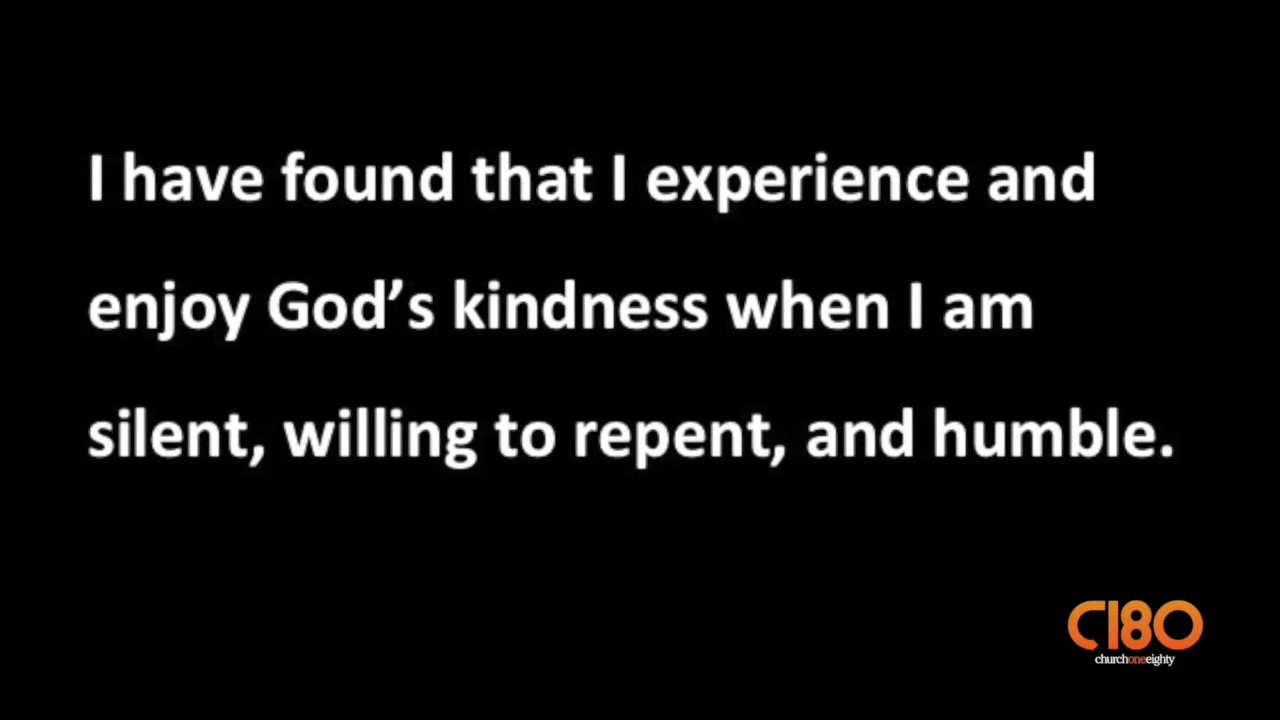 I have found that I experience and
enjoy God’s kindness when I am
silent, willing to repent, and humble.
C180
churchoneeighty